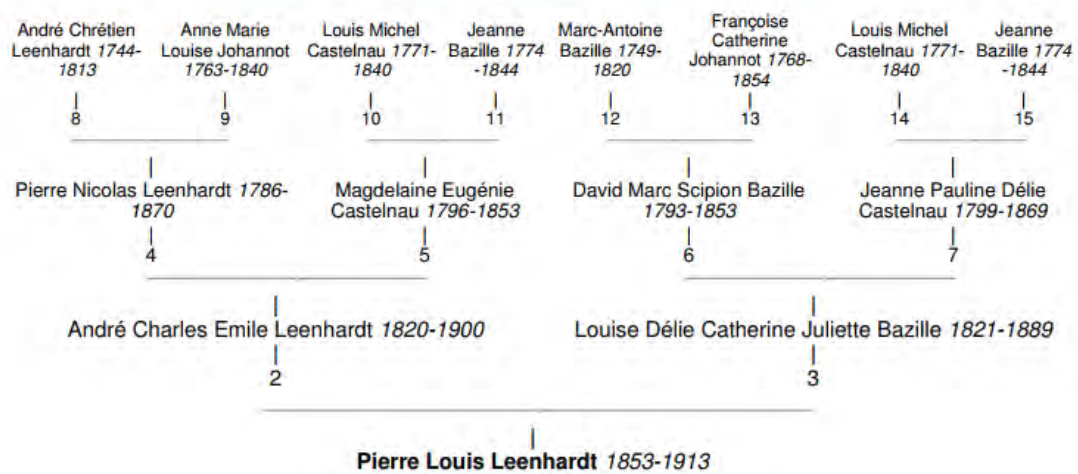 André Chrétien
Leenhardt 1744-
1813
Anne Marie
Louise Johannot
1763-1840
Louis Michel
Castelnau 1771-
1840
Jeanne
Bazille 1774
-1844
Marc-Antoine
Bazille 1749-
1820
Françoise
Catherine
Johannot 1768-
1854
Louis Michel
Castelnau 1771-
1840
Jeanne
Bazille 1774
-1844
8 9 10 11 12 13 14 15
Pierre Nicolas Leenhardt 1786-
1870
Magdelaine Eugénie
Castelnau 1796-1853
David Marc Scipion Bazille
1793-1853
Jeanne Pauline Délie
Castelnau 1799-1869
4 5 6 7
André Charles Emile Leenhardt 1820-1900
Louise Délie Catherine Juliette Bazille 1821-1889
2 3
Pierre Louis Leenhardt 1853-1913